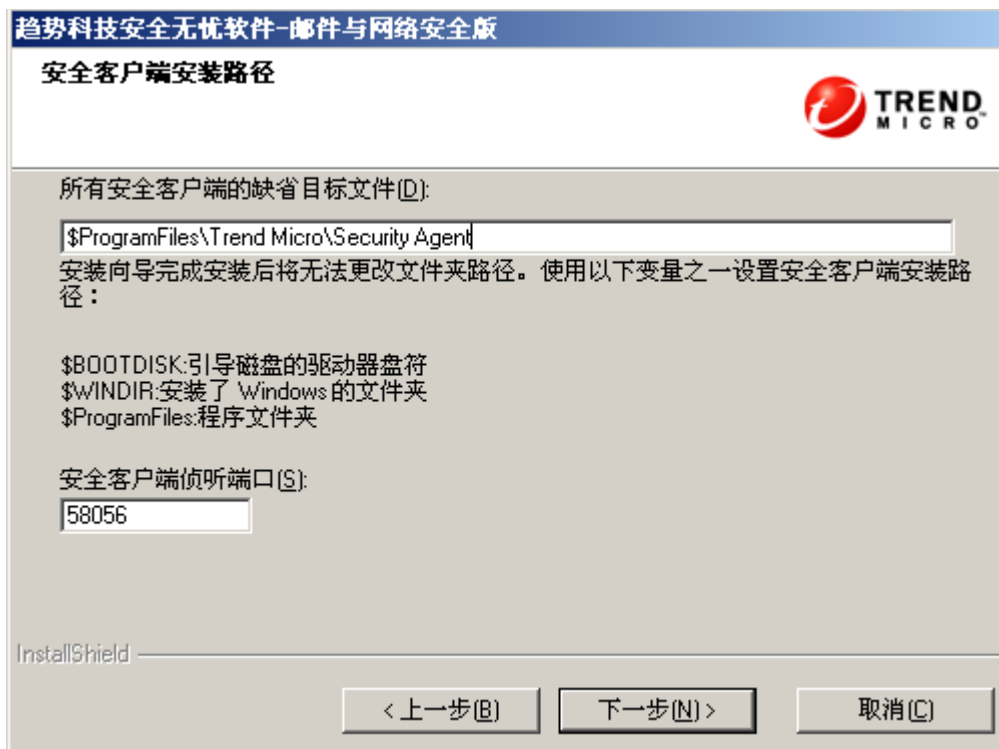 趋势科技安全无忧软件-邮件与网络安全版
安全客户端安装路径
TREND
MICRO
所有安全客户端的缺省目标文件(D):
$ProgramFiles\Trend Micro\Security Agent
安装向导完成安装后将无法更改文件夹路径。使用以下变量之一设置安全客户端安装路
径：
$BOOTDISK:引导磁盘的驱动器盘符
$WINDIR:安装了 Windows 的文件夹
$ProgramFiles:程序文件夹
安全客户端侦听端口(S):
58056
InstallShield
< 上一步(B)
下一步(N) >
取消(C)